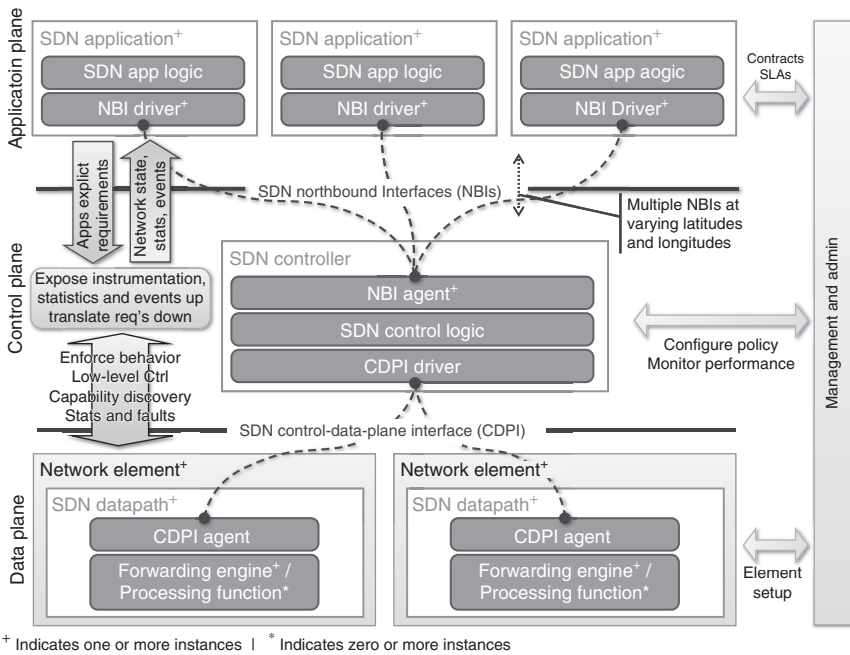 Applicatoin plane
SDN application+
SDN app logic
NBI driver+
SDN application+
SDN app logic
NBI driver+
SDN application+
SDN app aogic
NBI Driver+
Contracts
SLAs
Apps explict
requirements
Network state,
stats, events
SDN northbound Interfaces (NBIs)
Multiple NBIs at
varying latitudes
and longitudes
Control plane
Expose instrumentation,
statistics and events up
translate req's down
SDN controller
NBI agent+
SDN control logic
CDPI driver
Configure policy
Monitor performance
Management and admin
Enforce behavior
Low-level Ctrl
Capability discovery
Stats and faults
SDN control-data-plane interface (CDPI)
Data plane
Network element+
SDN datapath+
CDPI agent
Forwarding engine+ /
Processing function*
Network element+
SDN datapath+
CDPI agent
Forwarding engine+ /
Processing function*
Element
setup
+ Indicates one or more instances | * Indicates zero or more instances